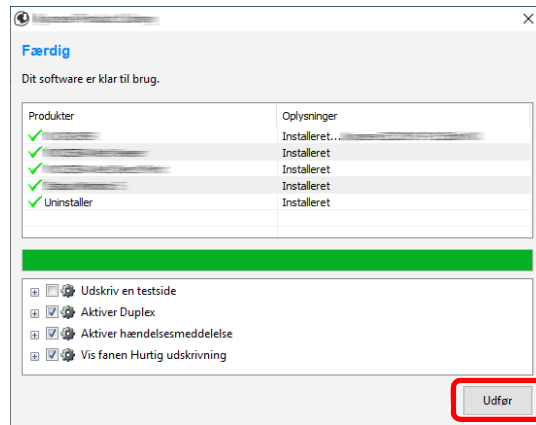 Færdig
Dit software er klar til brug.
Produkter Oplysninger
Installeret...
Installeret
Installeret
Installeret
Uninstaller Installeret
Udskriv en testside
Aktiver Duplex
Aktiver hændelsesmeddelelse
Vis fanen Hurtig udskrivning
Udfør